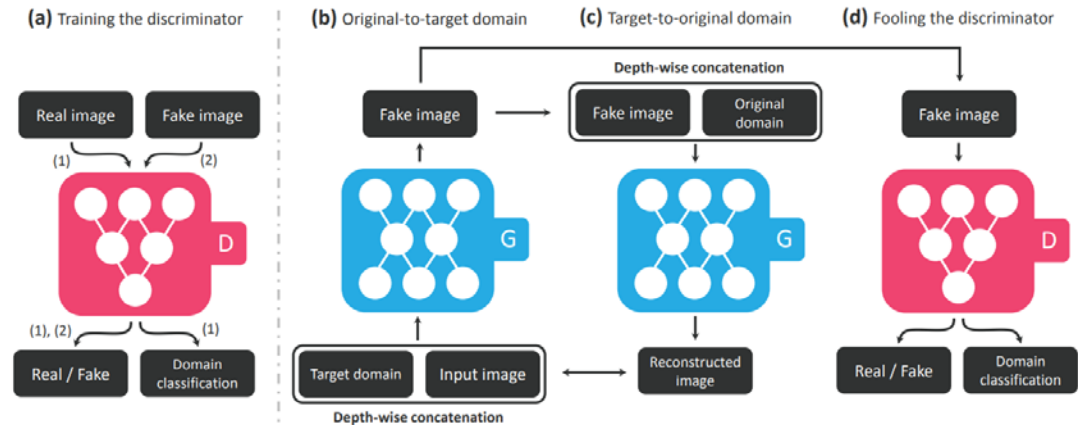 (a) Training the discriminator
(b) Original-to-target domain
(c) Target-to-original domain
(d) Fooling the discriminator
Real image
Fake image
(1)
(2)
D
(1), (2)
(1)
Real / Fake
Domain
classification
Fake image
G
Target domain
Input image
Depth-wise concatenation
Depth-wise concatenation
Fake image
Original
domain
G
Reconstructed
image
Fake image
D
Real / Fake
Domain
classification